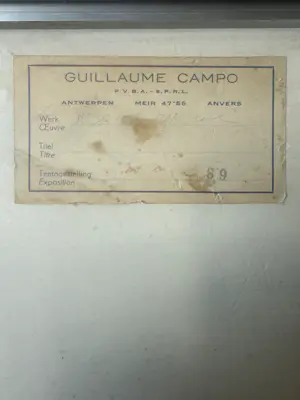 GUILLAUME CAMPO
P.V.B.A. - S.P.R.L.
ANTWERPEN MEIR 47-55 ANVERS
Werk
Œuvre
Titel
Titre
Tentoonstelling
Exposition
89